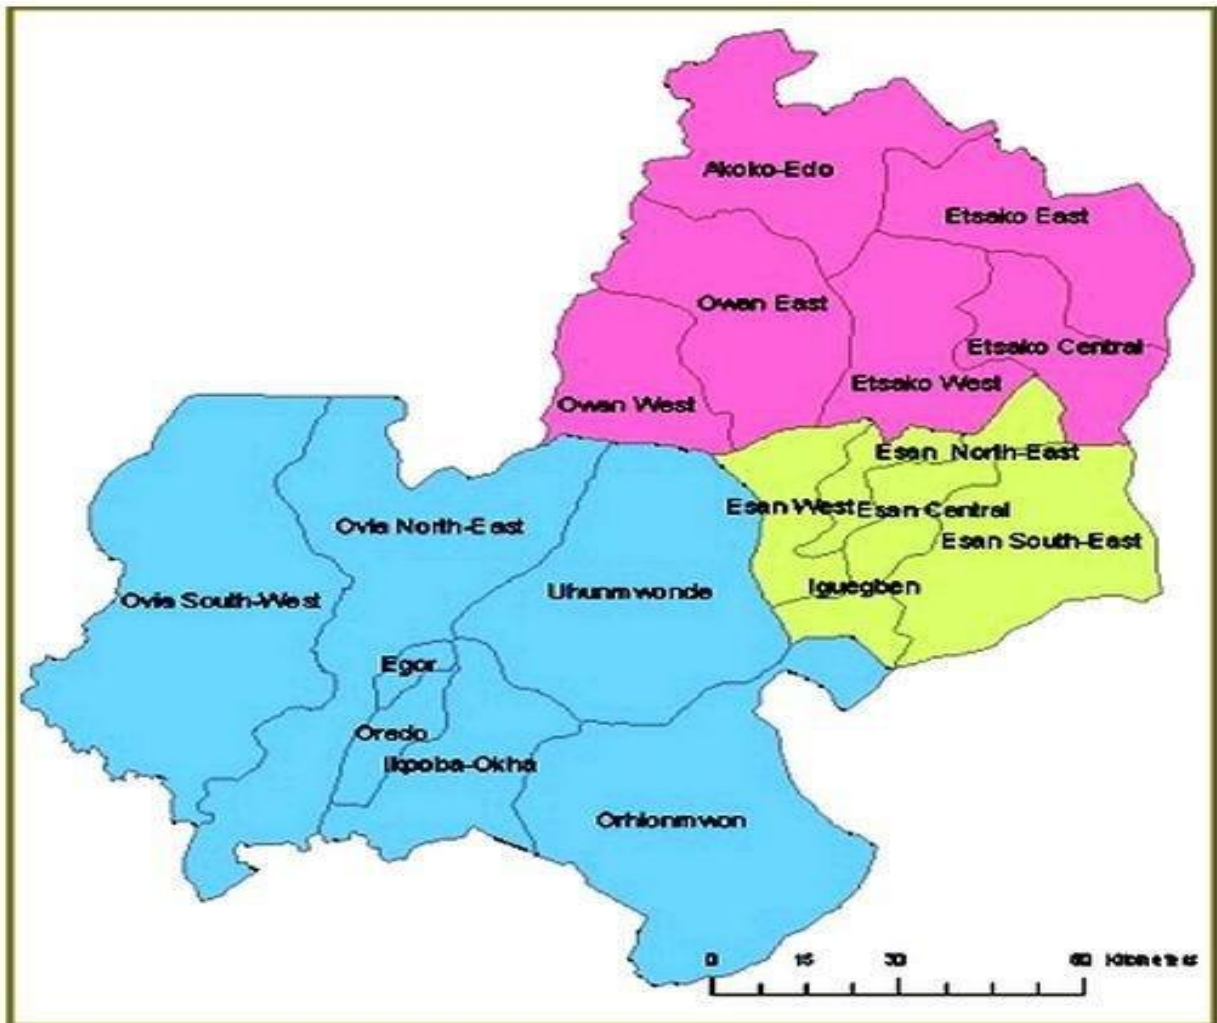 Akoko-Edo
Etsako East
Owan East
Etsako Central
Etsako West
Owan West
Esan North-East
Esan West
Esan Central
Ovia North-East
Esan South-East
Iguegben
Uhunmwonde
Ovia South-West
Egor
Oredo
Ikpoba-Okha
Orhionmwon
0 15 30 60 Kilometers